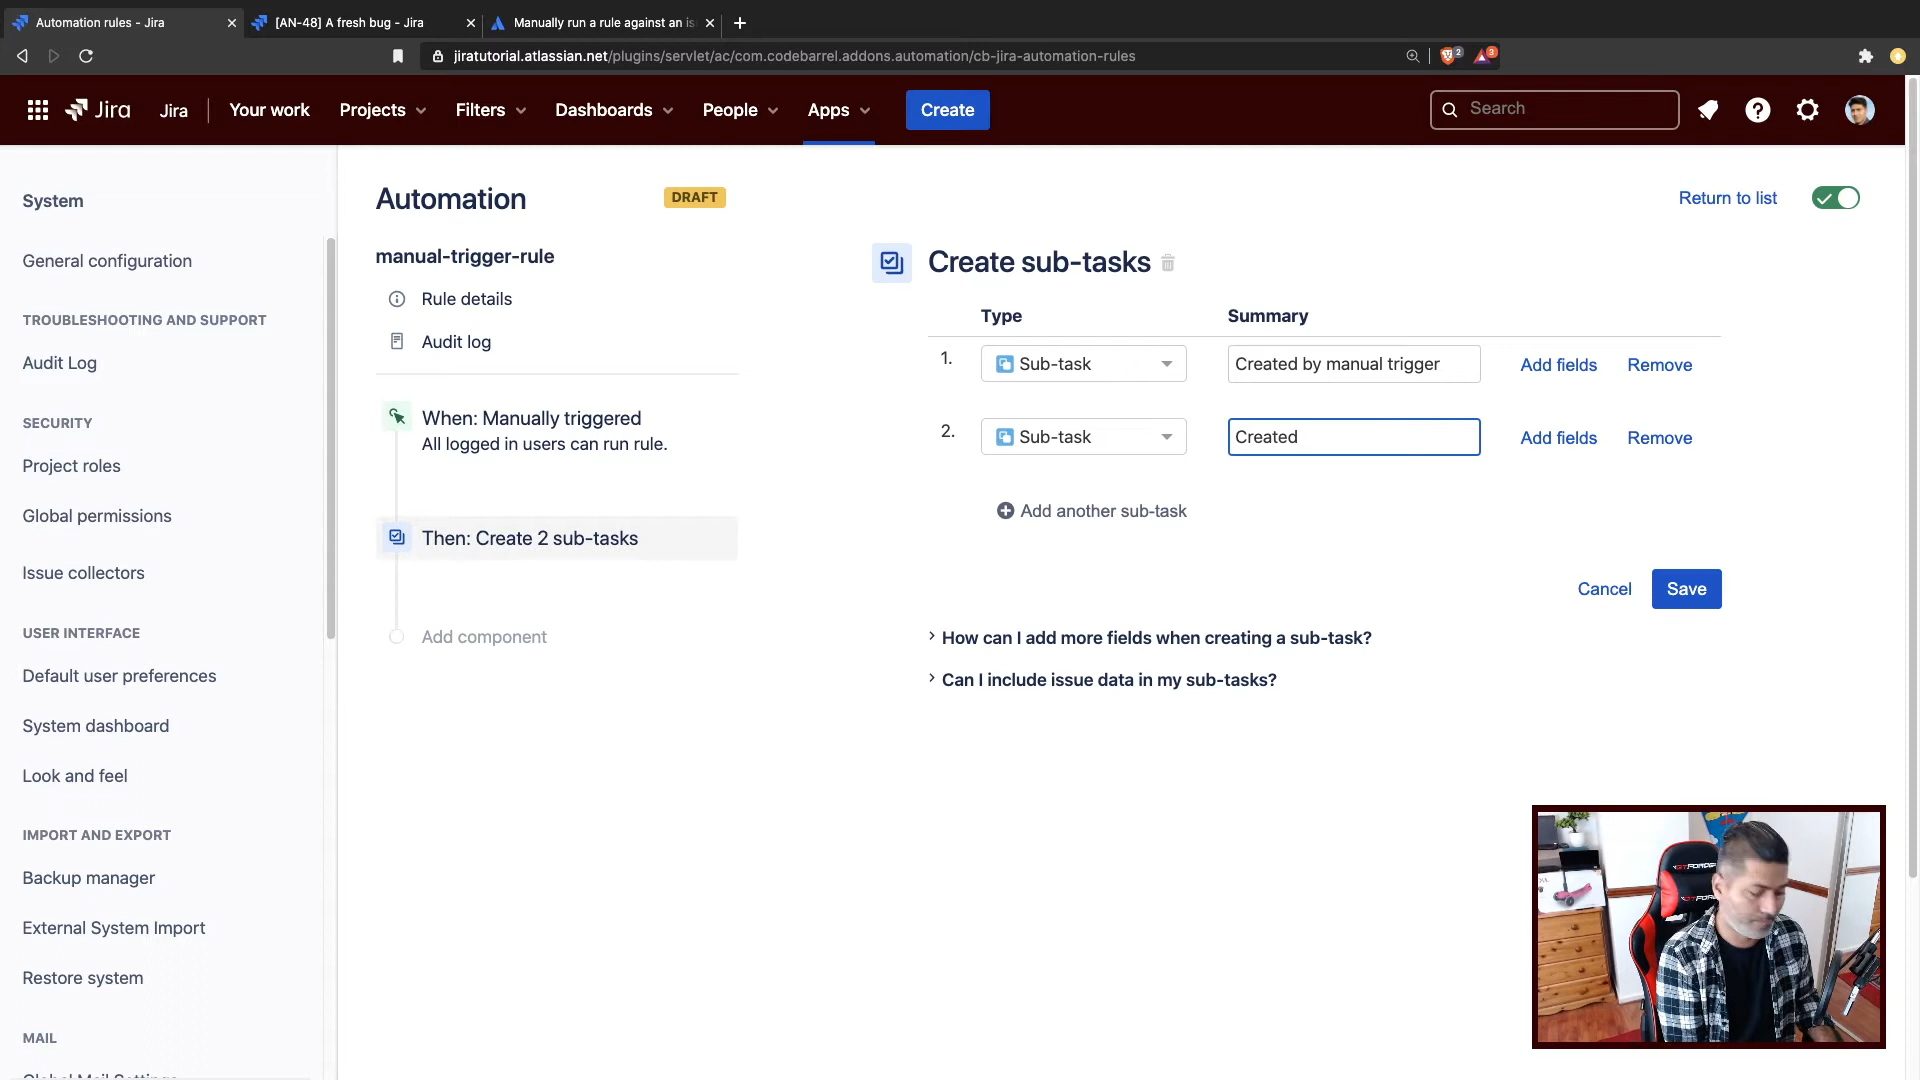 Automation rules - Jira
[AN-48] A fresh bug - Jira
Manually run a rule against an is
jiratutorial.atlassian.net/plugins/servlet/ac/com.codebarrel.addons.automation/cb-jira-automation-rules
2
3
Jira
Jira
Your work
Projects
Filters
Dashboards
People
Apps
Create
Search
System
General configuration
TROUBLESHOOTING AND SUPPORT
Audit Log
SECURITY
Project roles
Global permissions
Issue collectors
USER INTERFACE
Default user preferences
System dashboard
Look and feel
IMPORT AND EXPORT
Backup manager
External System Import
Restore system
MAIL
Global Mail Settings
Automation
DRAFT
Return to list
manual-trigger-rule
Rule details
Audit log
When: Manually triggered
All logged in users can run rule.
Then: Create 2 sub-tasks
Add component
Create sub-tasks
Type
Summary
1.
Sub-task
Created by manual trigger
Add fields
Remove
2.
Sub-task
Created
Add fields
Remove
Add another sub-task
Cancel
Save
How can I add more fields when creating a sub-task?
Can I include issue data in my sub-tasks?